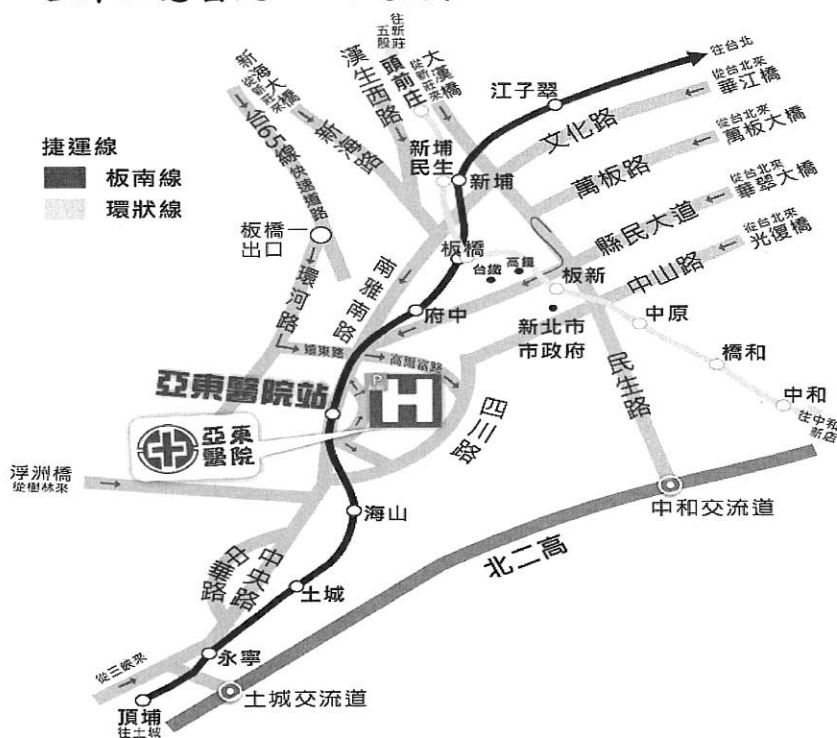 往新莊
五股
頭前庄
漢生西路
從新莊來
大漢橋
從新莊來
新海大橋
台65線
快速道路
新海路
江子翠
往台北
從台北來
華江橋
文化路
從台北來
萬板大橋
萬板路
捷運線
板南線
環狀線
新埔
民生
新埔
從台北來
華翠大橋
縣民大道
從台北來
光復橋
中山路
板橋
出口
環河路
南雅南路
板橋
台鐵
高鐵
板新
府中
新北市
市政府
中原
遠東路
高爾富路
橋和
民生路
中和
往中和
新店
亞東醫院站
P
H
四川路
亞東
醫院
浮洲橋
從樹林來
海山
中和交流道
北二高
中華路
中央路
土城
永寧
從三峽來
土城交流道
頂埔
往土城